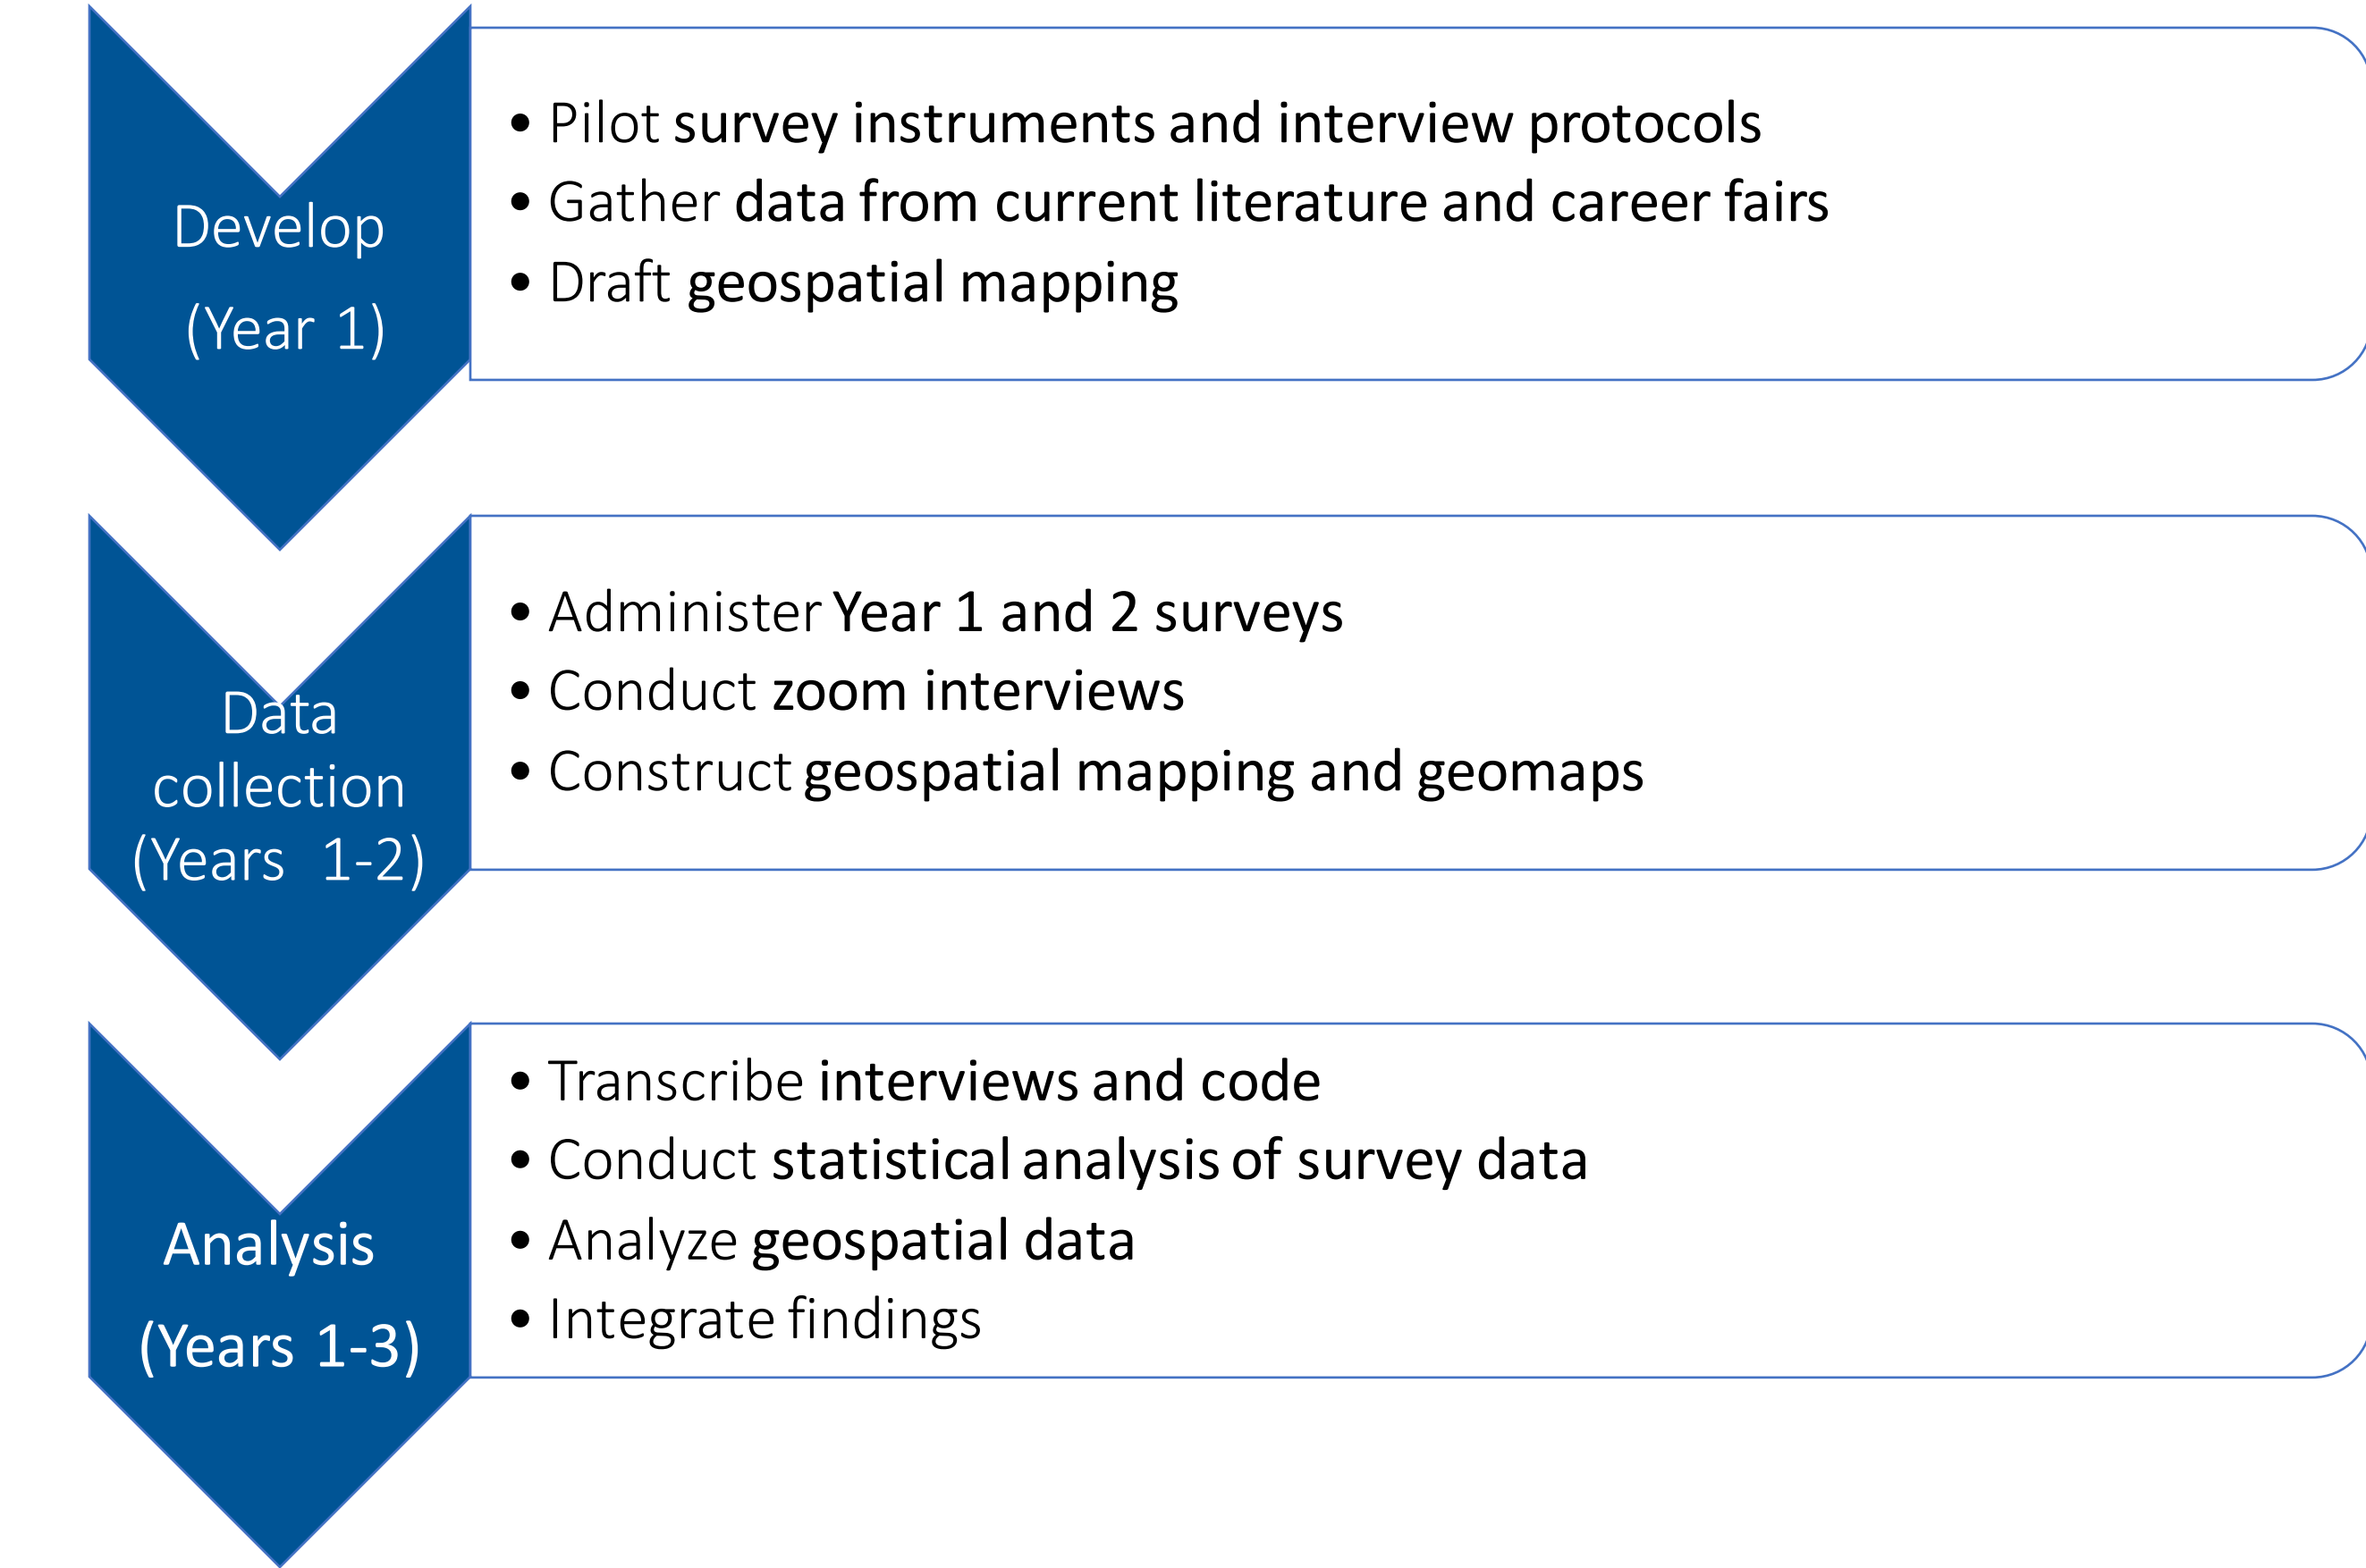 Develop
(Year 1)
• Pilot survey instruments and interview protocols
• Gather data from current literature and career fairs
• Draft geospatial mapping
Data
collection
(Years 1-2)
• Administer Year 1 and 2 surveys
• Conduct zoom interviews
• Construct geospatial mapping and geomaps
Analysis
(Years 1-3)
• Transcribe interviews and code
• Conduct statistical analysis of survey data
• Analyze geospatial data
• Integrate findings